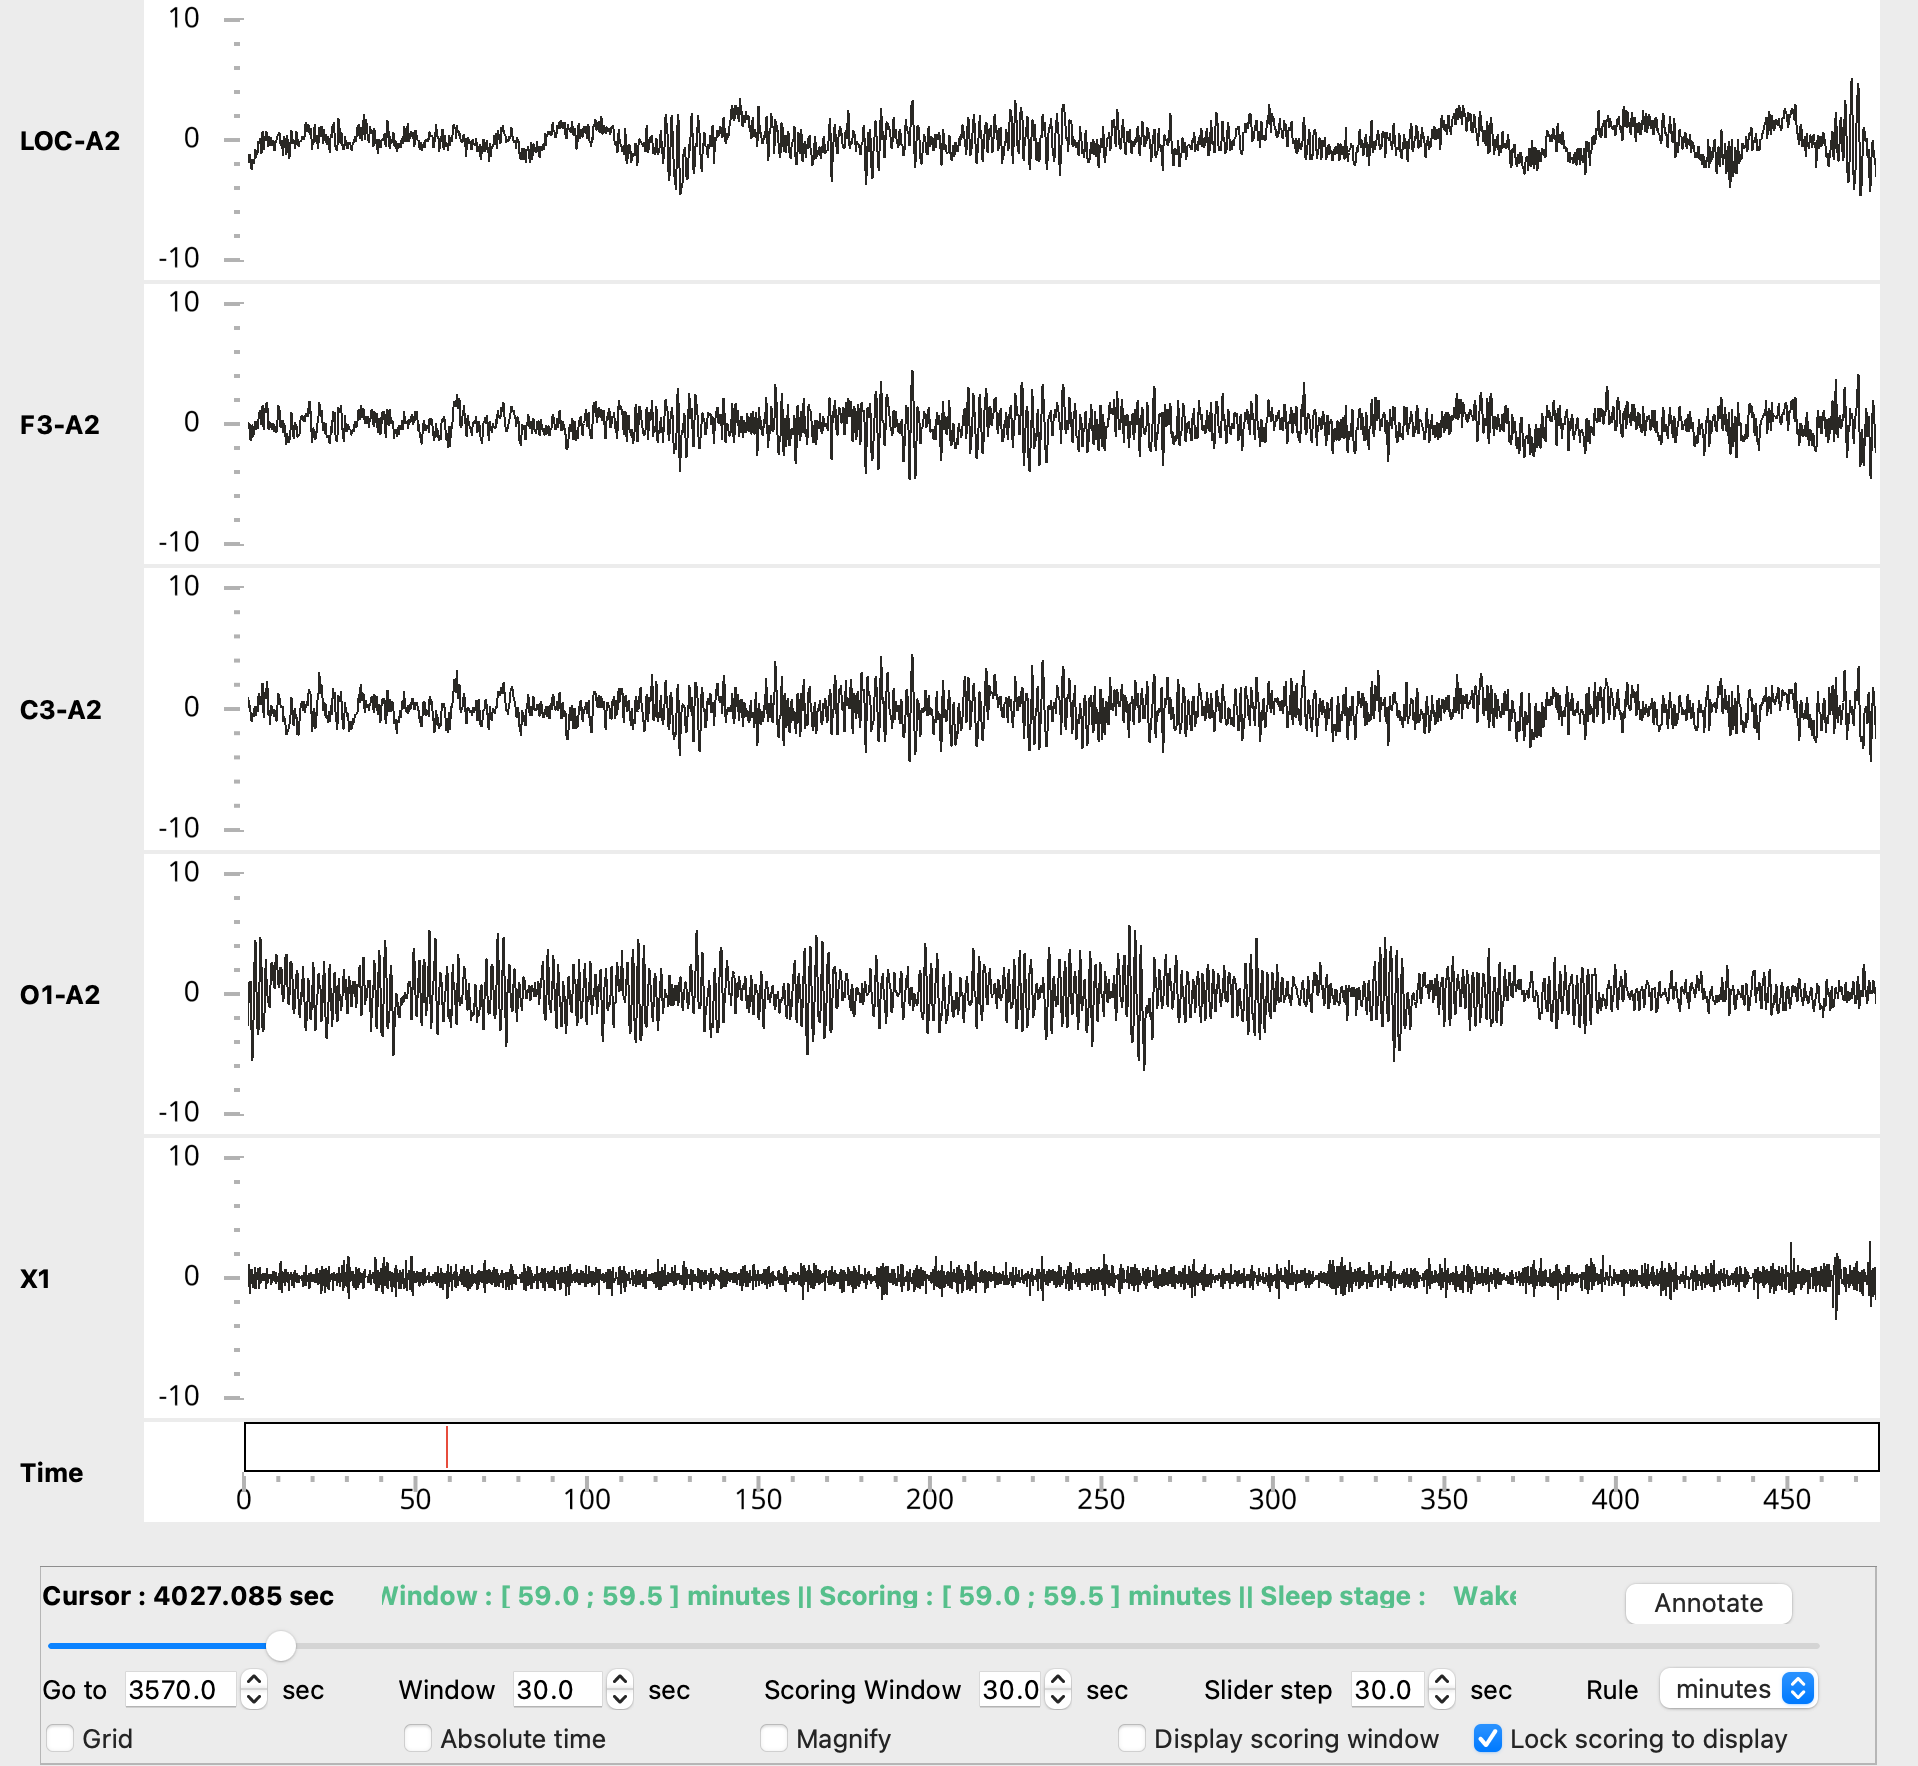 10
LOC-A2
0
-10
10
F3-A2
0
-10
10
C3-A2
0
-10
10
O1-A2
0
-10
10
X1
0
-10
Time
0 50 100 150 200 250 300 350 400 450
Cursor : 4027.085 sec Window : [ 59.0 ; 59.5 ] minutes || Scoring : [ 59.0 ; 59.5 ] minutes || Sleep stage : Wake Annotate
Go to 3570.0 sec Window 30.0 sec Scoring Window 30.0 sec Slider step 30.0 sec Rule minutes
Grid Absolute time Magnify Display scoring window Lock scoring to display